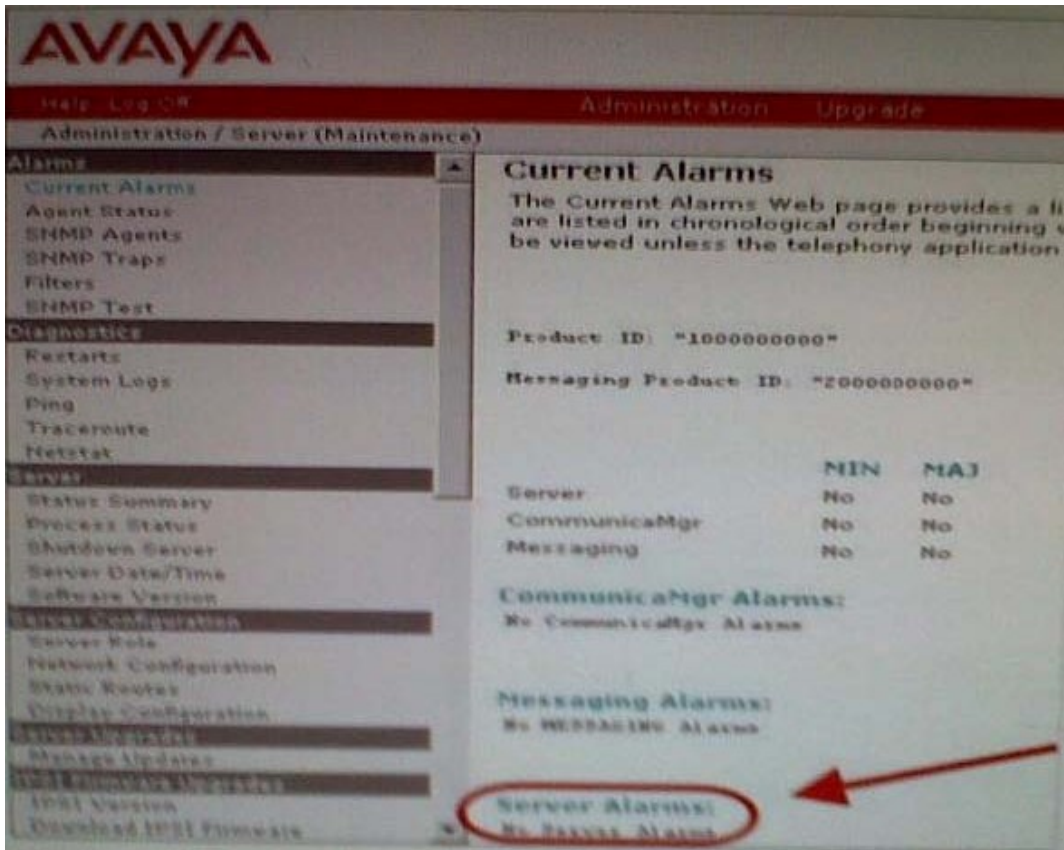 AVAYA
Help Log Off
Administration Upgrade
Administration / Server (Maintenance)
Alarms
Current Alarms
Agent Status
SNMP Agents
SNMP Traps
Filters
SNMP Test
Diagnostics
Restarts
System Logs
Ping
Traceroute
Netstat
Server
Status Summary
Process Status
Shutdown Server
Server Date/Time
Software Version
Server Configuration
Server Role
Network Configuration
Static Routes
Display Configuration
Server Upgrades
Manage Updates
IPSI Firmware Upgrades
IPSI Version
Download IPSI Firmware
Current Alarms
The Current Alarms Web page provides a li
are listed in chronological order beginning
be viewed unless the telephony application
Product ID: "1000000000"
Messaging Product ID: "2000000000"
MIN MAJ
Server No No
CommunicaMgr No No
Messaging No No
CommunicaMgr Alarms:
No CommunicaMgr Alarms
Messaging Alarms:
No MESSAGING Alarms
Server Alarms:
No Server Alarms